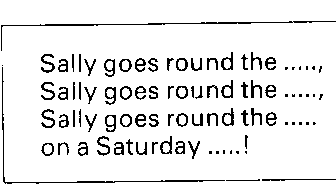 Sally goes round the .....,
Sally goes round the .....,
Sally goes round the .....
on a Saturday .....!